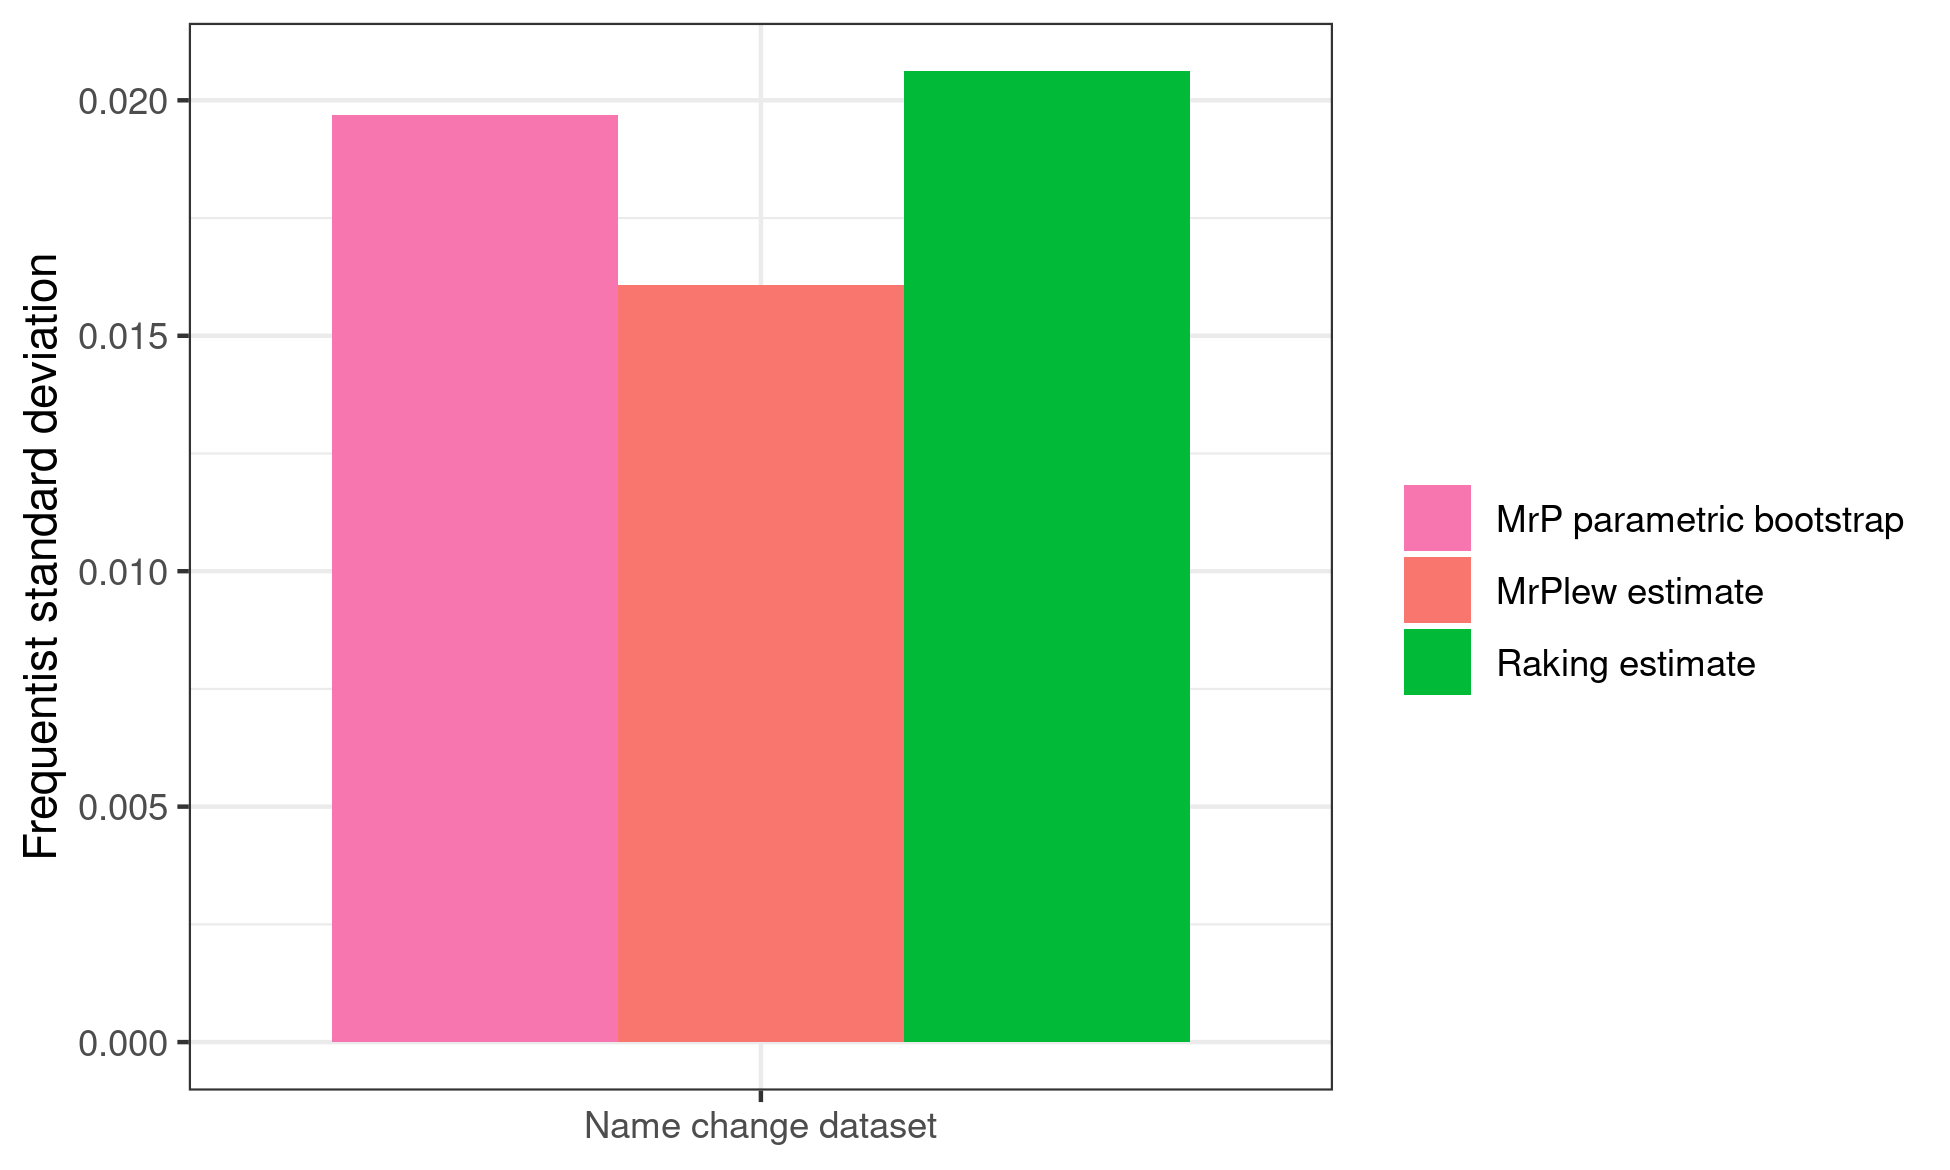 Frequentist standard deviation
0.020
0.015
0.010
0.005
0.000
Name change dataset
MrP parametric bootstrap
MrPlew estimate
Raking estimate